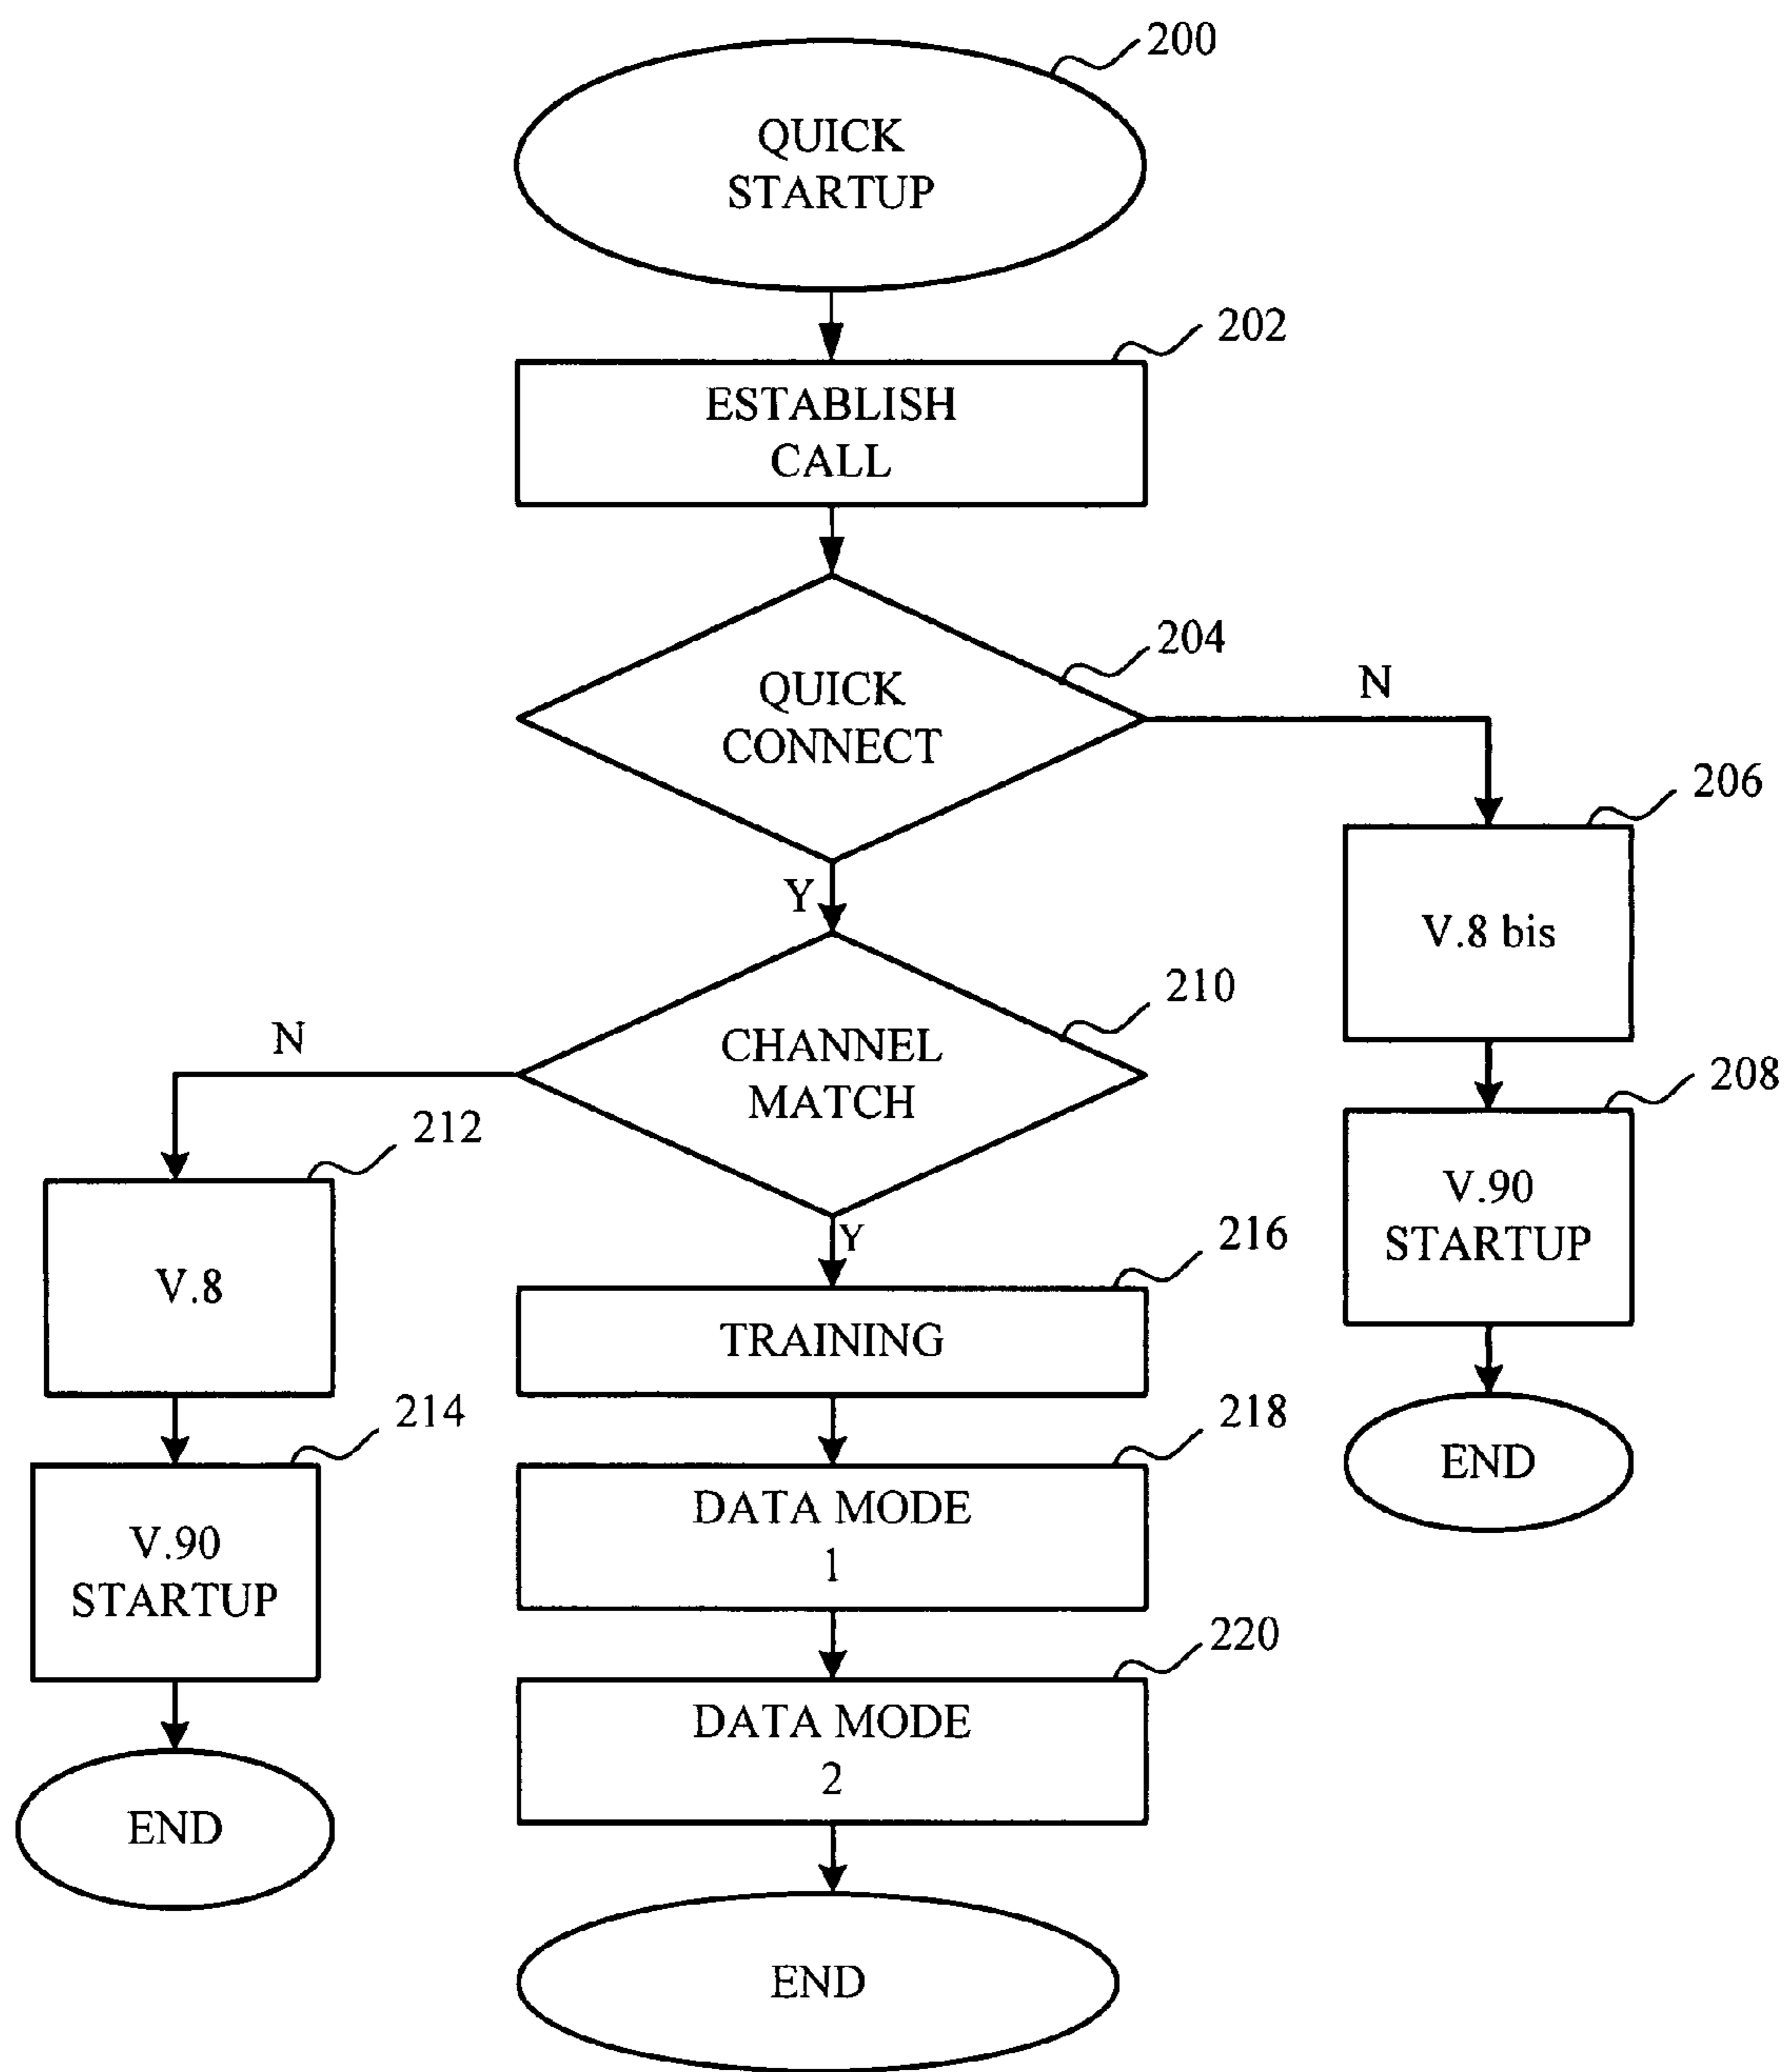 200
QUICK
STARTUP
202
ESTABLISH
CALL
204
QUICK
CONNECT
N
206
Y
V.8 bis
210
N
CHANNEL
MATCH
208
212
V.90
STARTUP
Y
216
V.8
TRAINING
214
218
END
DATA MODE
1
V.90
STARTUP
220
DATA MODE
2
END
END